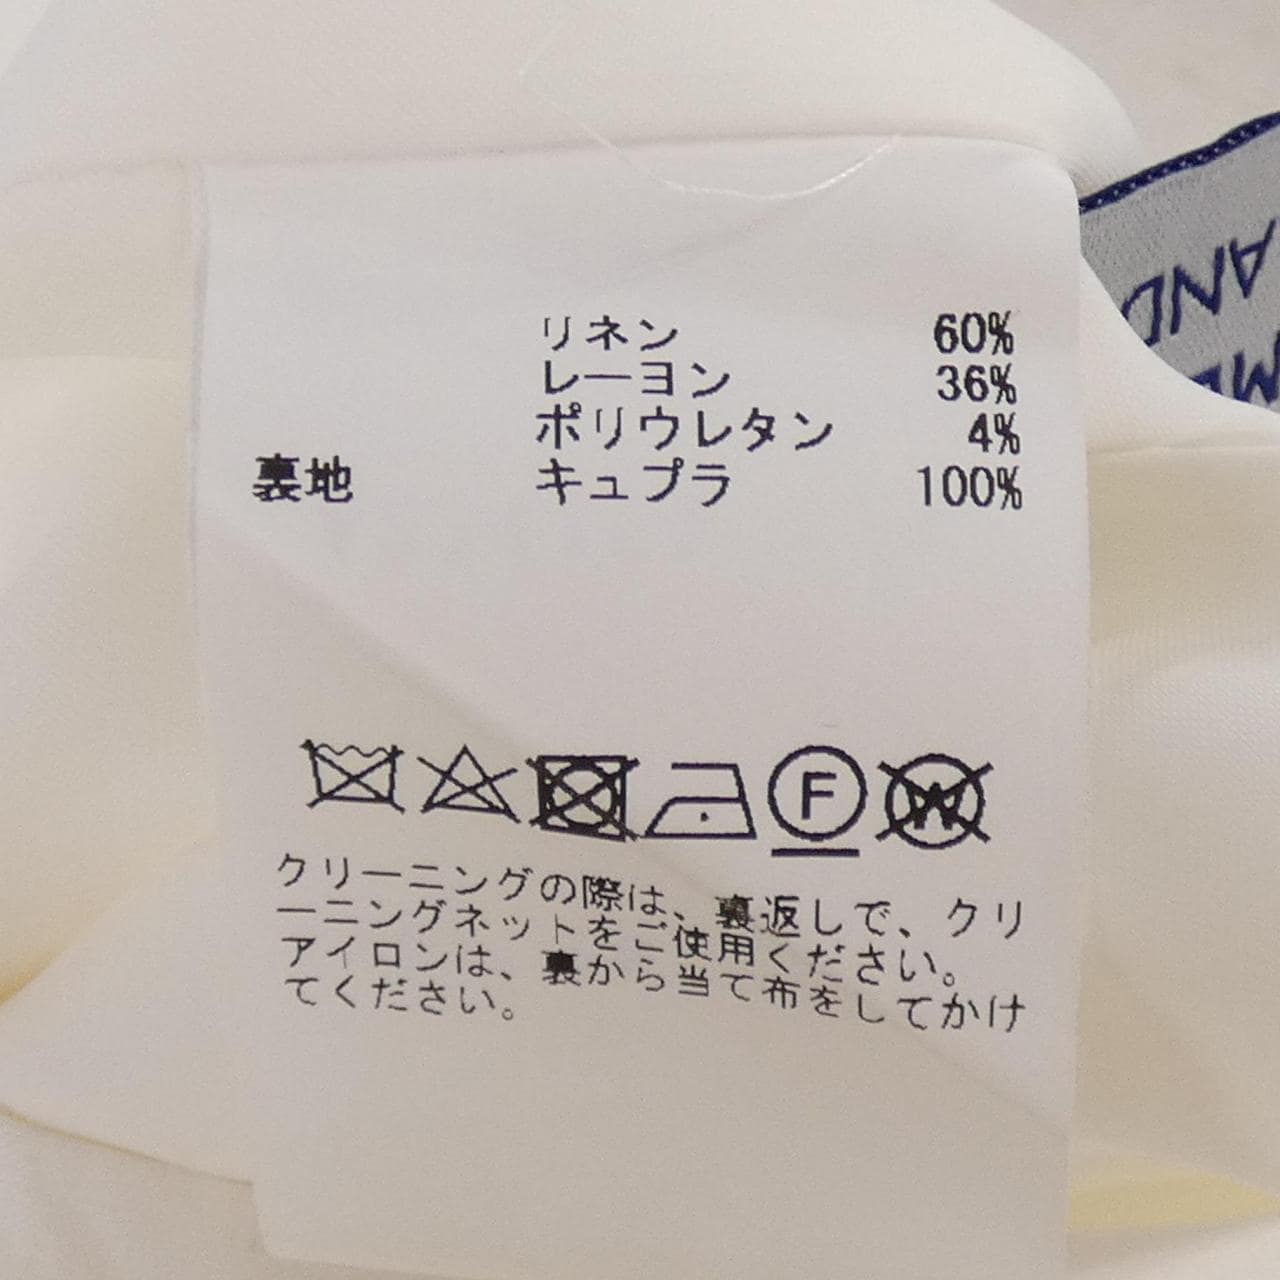 リネン 60%
レーヨン 36%
ポリウレタン 4%
裏地 キュプラ 100%
F
W
クリーニングの際は、裏返しで、クリ
ーニングネットをご使用ください。
アイロンは、裏から当て布をしてかけ
てください。
AND